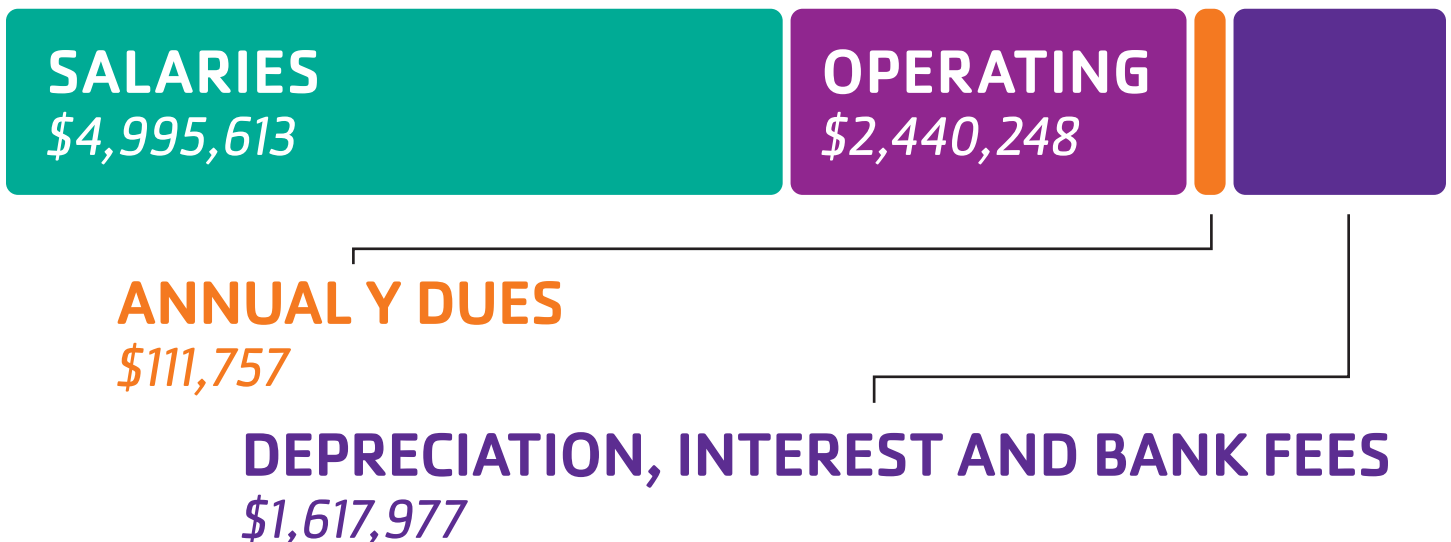 SALARIES
$4,995,613
OPERATING
$2,440,248
ANNUAL Y DUES
$111,757
DEPRECIATION, INTEREST AND BANK FEES
$1,617,977